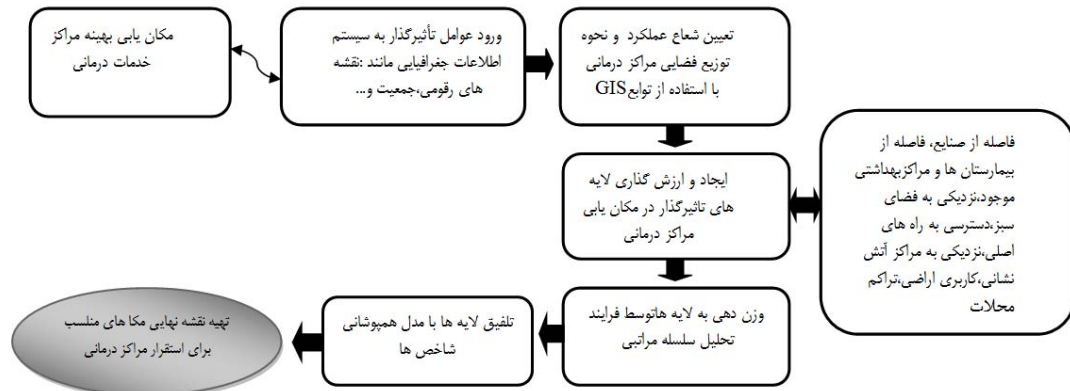 مکان یابی بهینه مراکز
خدمات درمانی
ورود عوامل تأثیرگذار به سیستم
اطلاعات جغرافیایی مانند :نقشه
های رقومی،جمعیت و...
تعیین شعاع عملکرد و نحوه
توزیع فضایی مراکز درمانی
با استفاده از توابعGIS
ایجاد و ارزش گذاری لایه
های تاثیرگذار در مکان یابی
مراکز درمانی
فاصله از صنایع، فاصله از
بیمارستان ها و مراکزبهداشتی
موجود،نزدیکی به فضای
سبز،دسترسی به راه های
اصلی،نزدیکی به مراکز آتش
نشانی،کاربری اراضی،تراکم
محلات
وزن دهی به لایه هاتوسط فرایند
تحلیل سلسله مراتبی
تلفیق لایه ها با مدل همپوشانی
شاخص ها
تهیه نقشه نهایی مکا های منلسب
برای استقرار مراکز درمانی